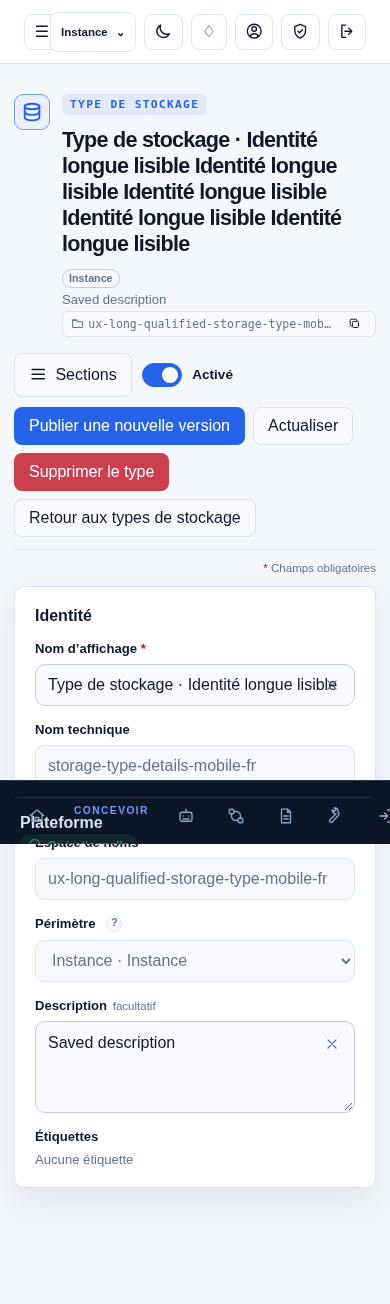 Instance
TYPE DE STOCKAGE
Type de stockage · Identité
longue lisible Identité longue
lisible Identité longue lisible
Identité longue lisible Identité
longue lisible
Instance
Saved description
ux-long-qualified-storage-type-mob…
Sections
Activé
Publier une nouvelle version
Actualiser
Supprimer le type
Retour aux types de stockage
* Champs obligatoires
Identité
Nom d’affichage *
Type de stockage · Identité longue lisible
Nom technique
storage-type-details-mobile-fr
CONCEVOIR
Plateforme
Espace de noms
ux-long-qualified-storage-type-mobile-fr
Périmètre ?
Instance · Instance
Description facultatif
Saved description
Étiquettes
Aucune étiquette